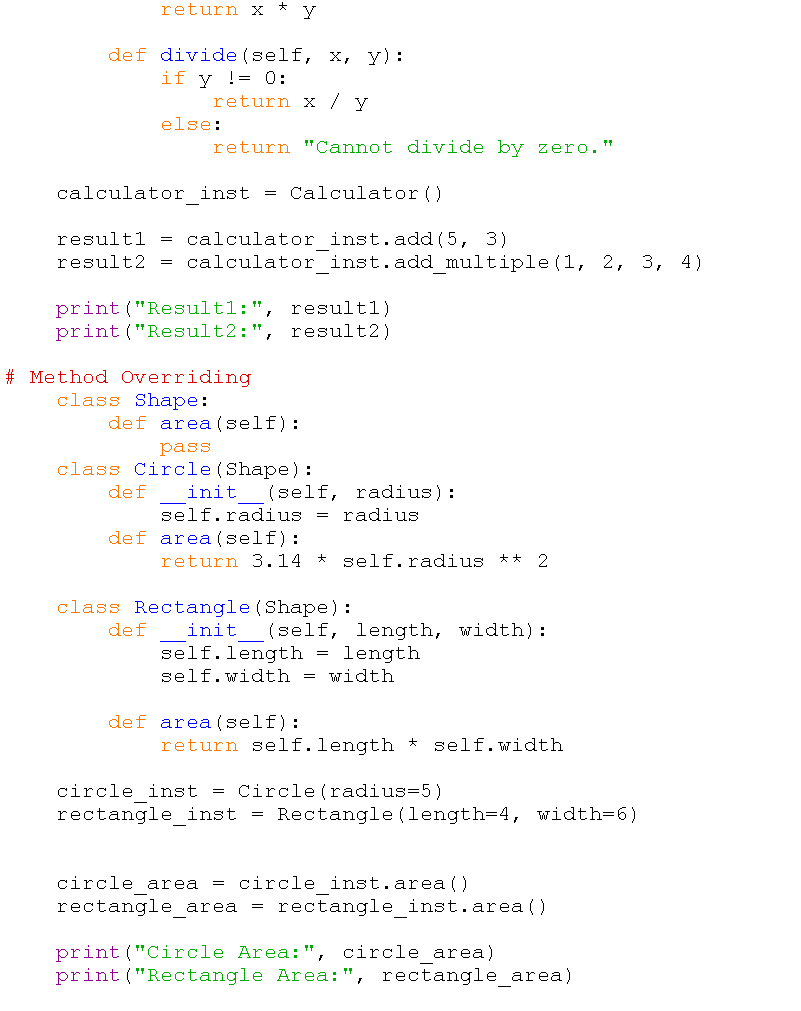 return x * y

        def divide(self, x, y):
            if y != 0:
                return x / y
            else:
                return "Cannot divide by zero."

    calculator_inst = Calculator()

    result1 = calculator_inst.add(5, 3)
    result2 = calculator_inst.add_multiple(1, 2, 3, 4)

    print("Result1:", result1)
    print("Result2:", result2)

# Method Overriding
    class Shape:
        def area(self):
            pass
    class Circle(Shape):
        def __init__(self, radius):
            self.radius = radius
        def area(self):
            return 3.14 * self.radius ** 2

    class Rectangle(Shape):
        def __init__(self, length, width):
            self.length = length
            self.width = width

        def area(self):
            return self.length * self.width

    circle_inst = Circle(radius=5)
    rectangle_inst = Rectangle(length=4, width=6)


    circle_area = circle_inst.area()
    rectangle_area = rectangle_inst.area()

    print("Circle Area:", circle_area)
    print("Rectangle Area:", rectangle_area)